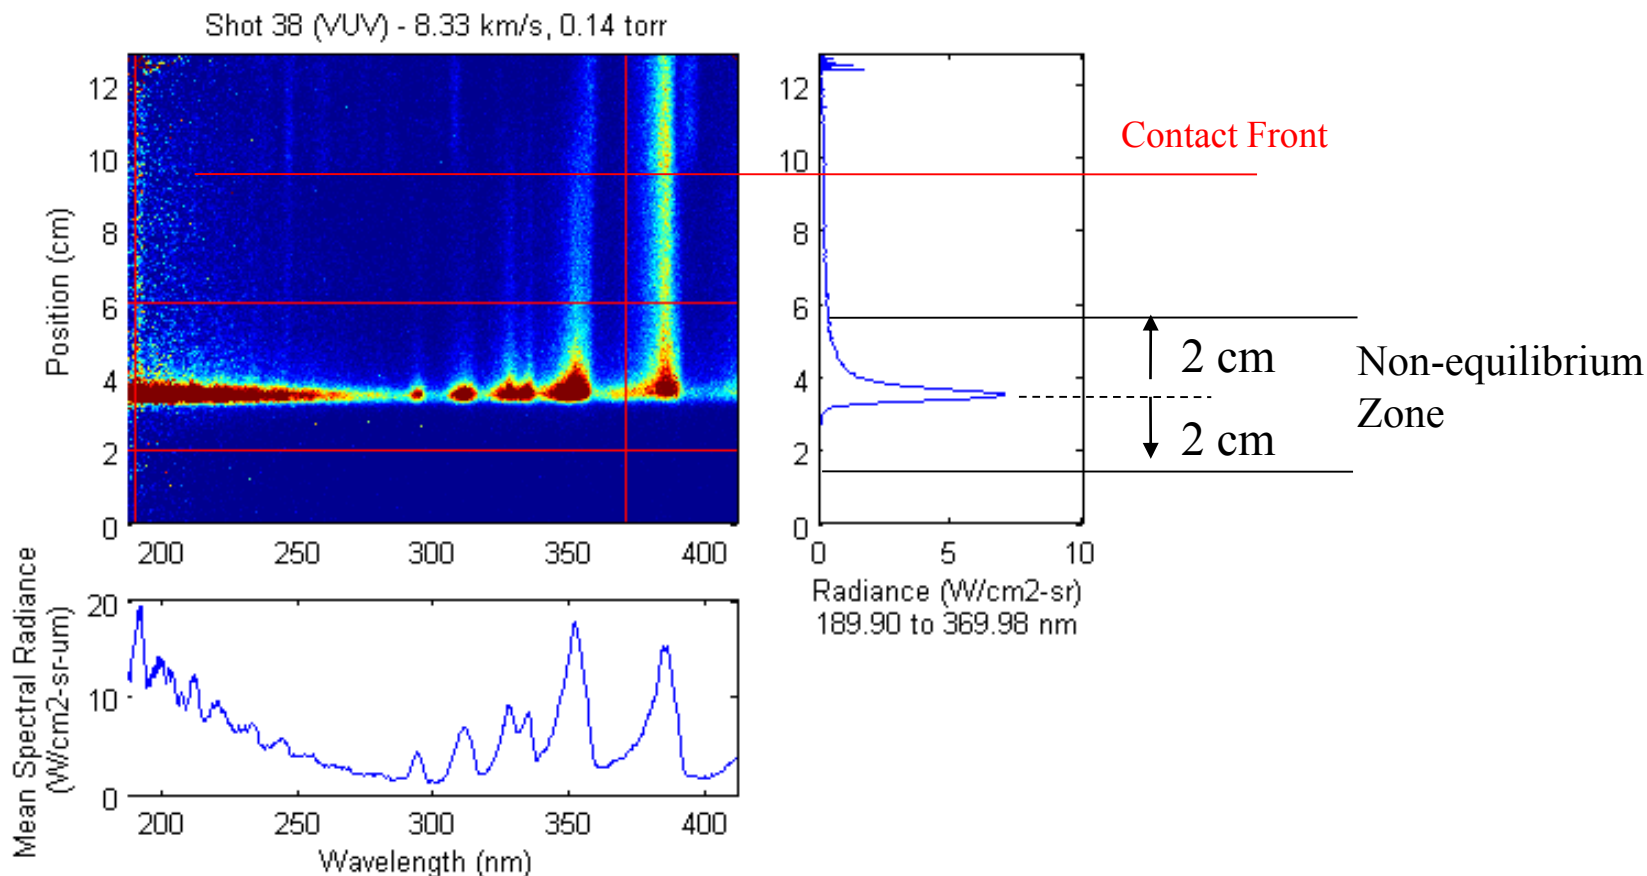 Shot 38 (VUV) - 8.33 km/s, 0.14 torr
Position (cm)
12
10
8
6
4
2
0
200 250 300 350 400
12
10
8
6
4
2
0
0 5 10
Radiance (W/cm2-sr)
189.90 to 369.98 nm
Contact Front
2 cm
2 cm
Non-equilibrium
Zone
Mean Spectral Radiance
(W/cm2-sr-um)
20
10
0
200 250 300 350 400
Wavelength (nm)